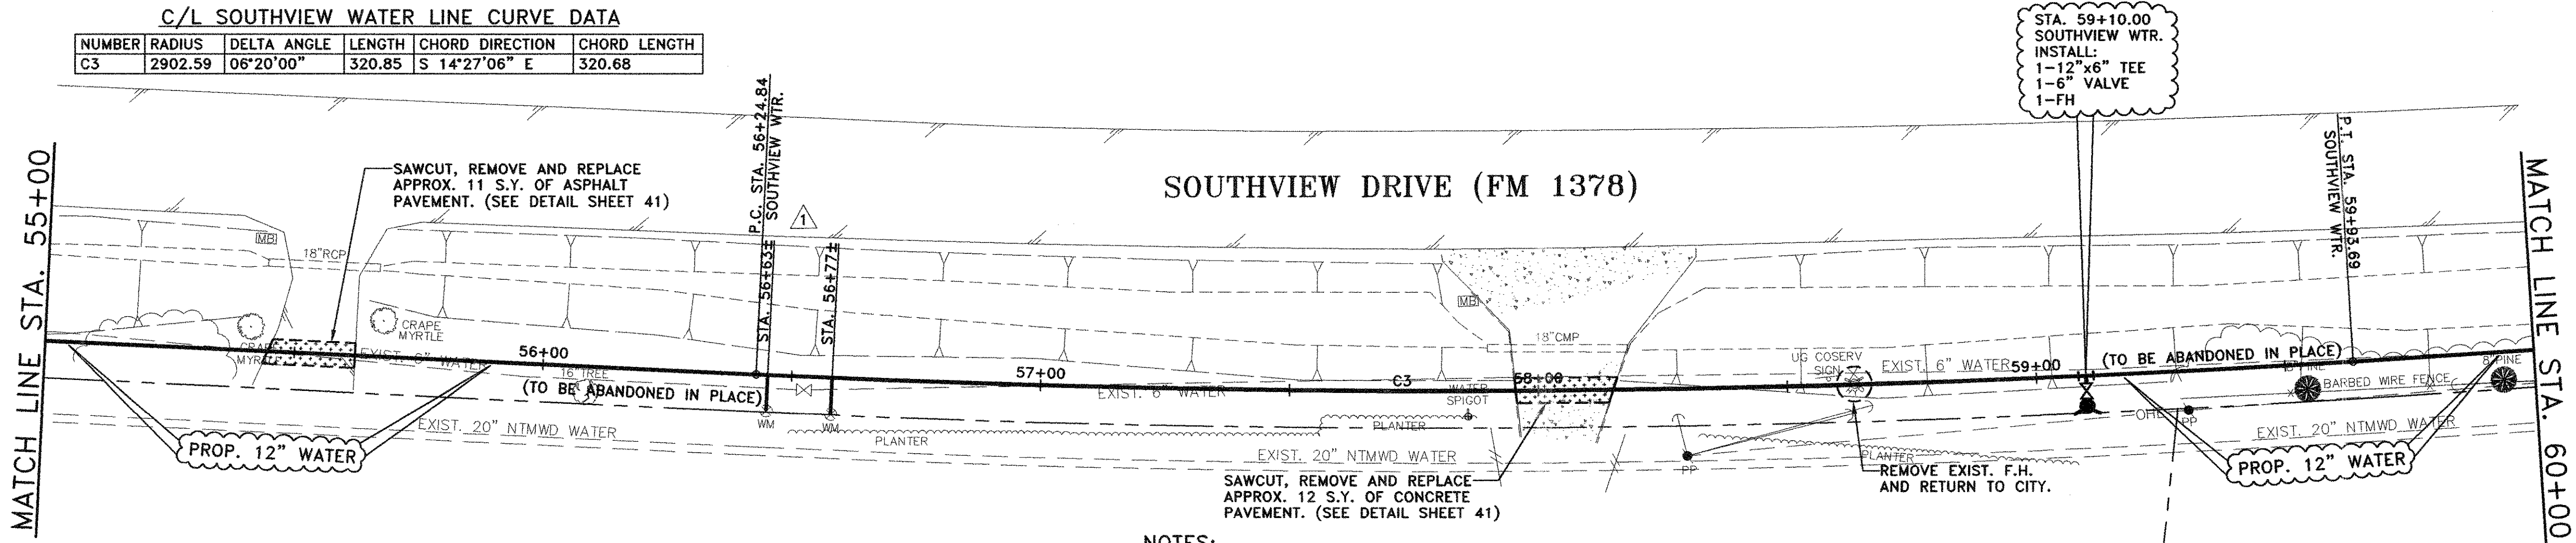 C/L SOUTHVIEW WATER LINE CURVE DATA
NUMBER RADIUS DELTA ANGLE LENGTH CHORD DIRECTION CHORD LENGTH
C3 2902.59 06°20'00" 320.85 S 14°27'06" E 320.68
STA. 59+10.00
SOUTHVIEW WTR.
INSTALL:
1-12"x6" TEE
1-6" VALVE
1-FH
MATCH LINE STA. 55+00
SAWCUT, REMOVE AND REPLACE
APPROX. 11 S.Y. OF ASPHALT
PAVEMENT. (SEE DETAIL SHEET 41)
P.C. STA. 56+24.84
SOUTHVIEW WTR.
1
SOUTHVIEW DRIVE (FM 1378)
P.T. STA. 59+93.69
SOUTHVIEW WTR.
MATCH LINE STA. 60+00
MB
18"RCP
STA. 56+63±
STA. 56+77±
MB
18"CMP
CRAPE
MYRTLE
CRAPE
MYRTLE
EXIST. 6" WATER
56+00
16" TREE
(TO BE ABANDONED IN PLACE)
57+00
EXIST. 6" WATER
C3
WATER
SPIGOT
58+00
UG COSERV
SIGN
EXIST. 6" WATER
59+00
(TO BE ABANDONED IN PLACE)
PINE
8" PINE
BARBED WIRE FENCE
WM
WM
PLANTER
PLANTER
OHE
PP
EXIST. 20" NTMWD WATER
EXIST. 20" NTMWD WATER
EXIST. 20" NTMWD WATER
PROP. 12" WATER
PP
PLANTER
REMOVE EXIST. F.H.
AND RETURN TO CITY.
PROP. 12" WATER
SAWCUT, REMOVE AND REPLACE
APPROX. 12 S.Y. OF CONCRETE
PAVEMENT. (SEE DETAIL SHEET 41)
NOTES: